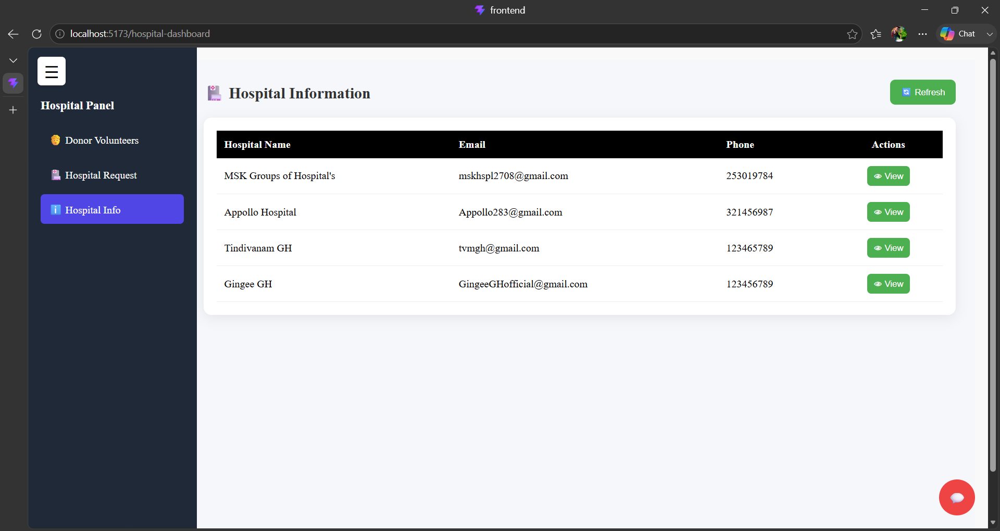 frontend
localhost:5173/hospital-dashboard
Chat
Hospital Panel
Donor Volunteers
Hospital Request
Hospital Info
Hospital Information
Refresh
Hospital Name Email Phone Actions
MSK Groups of Hospital's mskhspl2708@gmail.com 253019784 View
Appollo Hospital Appollo283@gmail.com 321456987 View
Tindivanam GH tvmgh@gmail.com 123465789 View
Gingee GH GingeeGHofficial@gmail.com 123456789 View